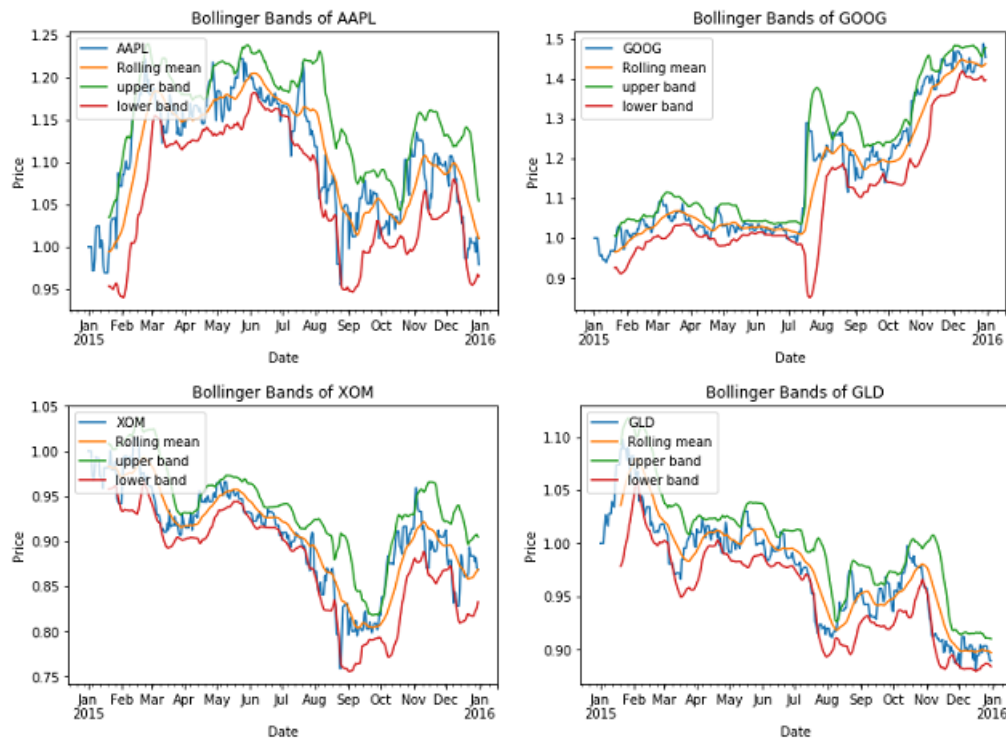 Bollinger Bands of AAPL
1.25
1.20
1.15
1.10
1.05
1.00
0.95
Price
AAPL
Rolling mean
upper band
lower band
Jan Feb Mar Apr May Jun Jul Aug Sep Oct Nov Dec Jan
2015 2016
Date
Bollinger Bands of GOOG
1.5
1.4
1.3
1.2
1.1
1.0
0.9
Price
GOOG
Rolling mean
upper band
lower band
Jan Feb Mar Apr May Jun Jul Aug Sep Oct Nov Dec Jan
2015 2016
Date
Bollinger Bands of XOM
1.05
1.00
0.95
0.90
0.85
0.80
0.75
Price
XOM
Rolling mean
upper band
lower band
Jan Feb Mar Apr May Jun Jul Aug Sep Oct Nov Dec Jan
2015 2016
Date
Bollinger Bands of GLD
1.10
1.05
1.00
0.95
0.90
Price
GLD
Rolling mean
upper band
lower band
Jan Feb Mar Apr May Jun Jul Aug Sep Oct Nov Dec Jan
2015 2016
Date